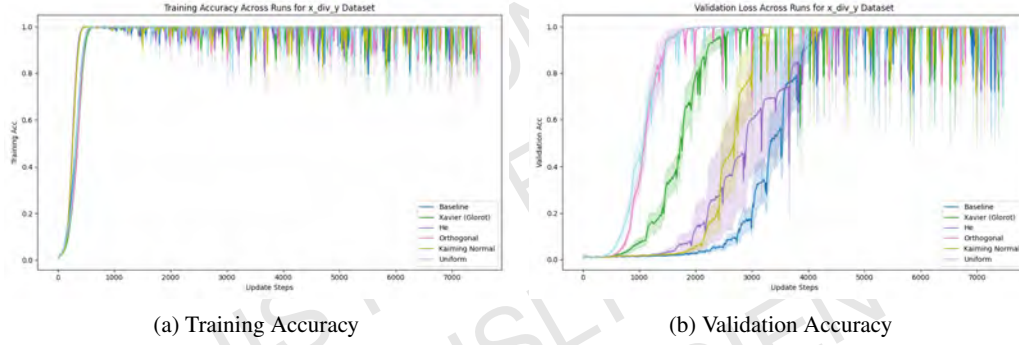 Training Accuracy Across Runs for x_div_y Dataset
Training Acc
1.0
0.8
0.6
0.4
0.2
0.0
0
1000
2000
3000
4000
5000
6000
7000
Update Steps
Baseline
Xavier (Glorot)
He
Orthogonal
Kaiming Normal
Uniform
(a) Training Accuracy
Validation Loss Across Runs for x_div_y Dataset
Validation Acc
1.0
0.8
0.6
0.4
0.2
0.0
0
1000
2000
3000
4000
5000
6000
7000
Update Steps
Baseline
Xavier (Glorot)
He
Orthogonal
Kaiming Normal
Uniform
(b) Validation Accuracy